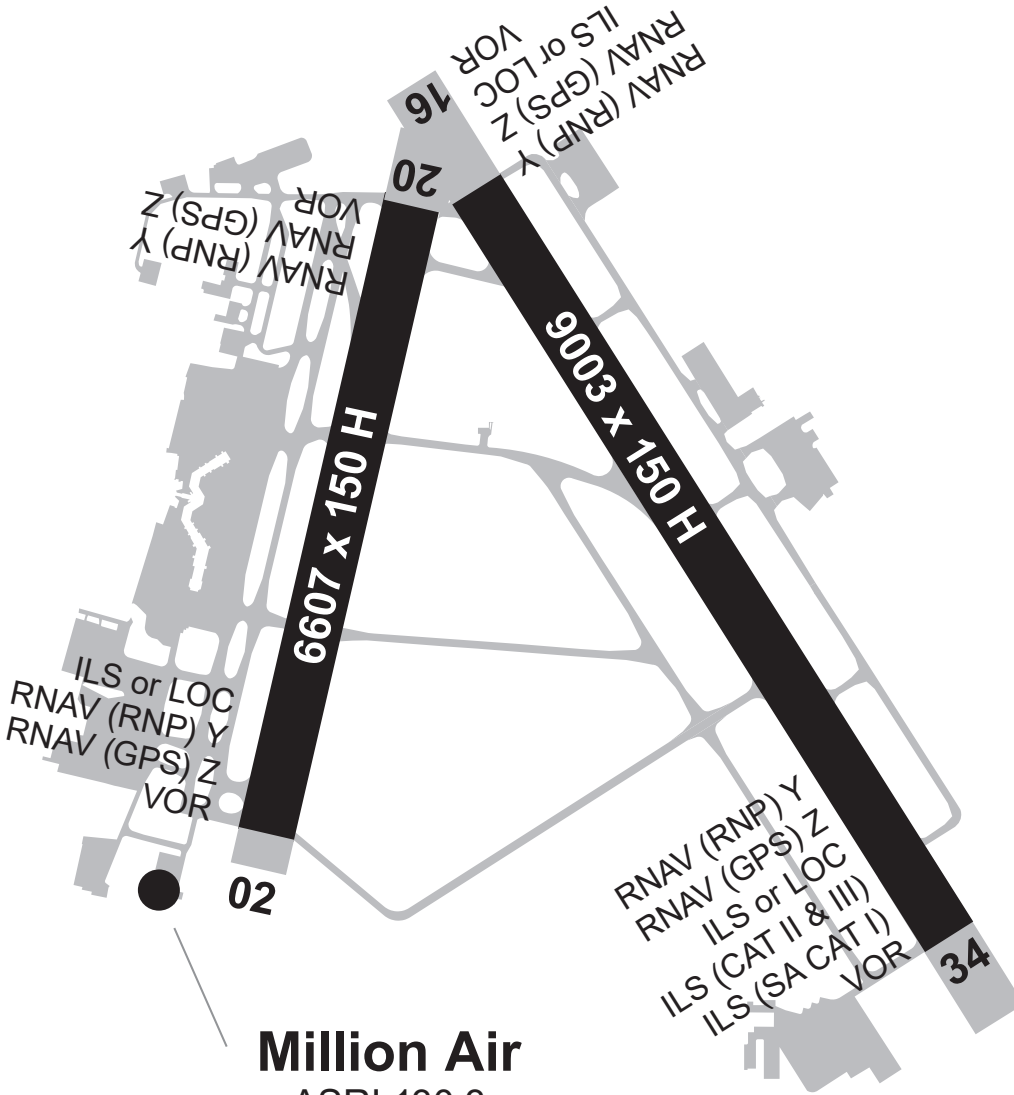 16
VOR
ILS or LOC
RNAV (GPS) Z
RNAV (RNP) Y
20
VOR
RNAV (GPS) Z
RNAV (RNP) Y
9003 x 150 H
6607 x 150 H
ILS or LOC
RNAV (RNP) Y
RNAV (GPS) Z
VOR
02
RNAV (RNP) Y
RNAV (GPS) Z
ILS or LOC
ILS (CAT II & III)
ILS (SA CAT I)
VOR
34
Million Air